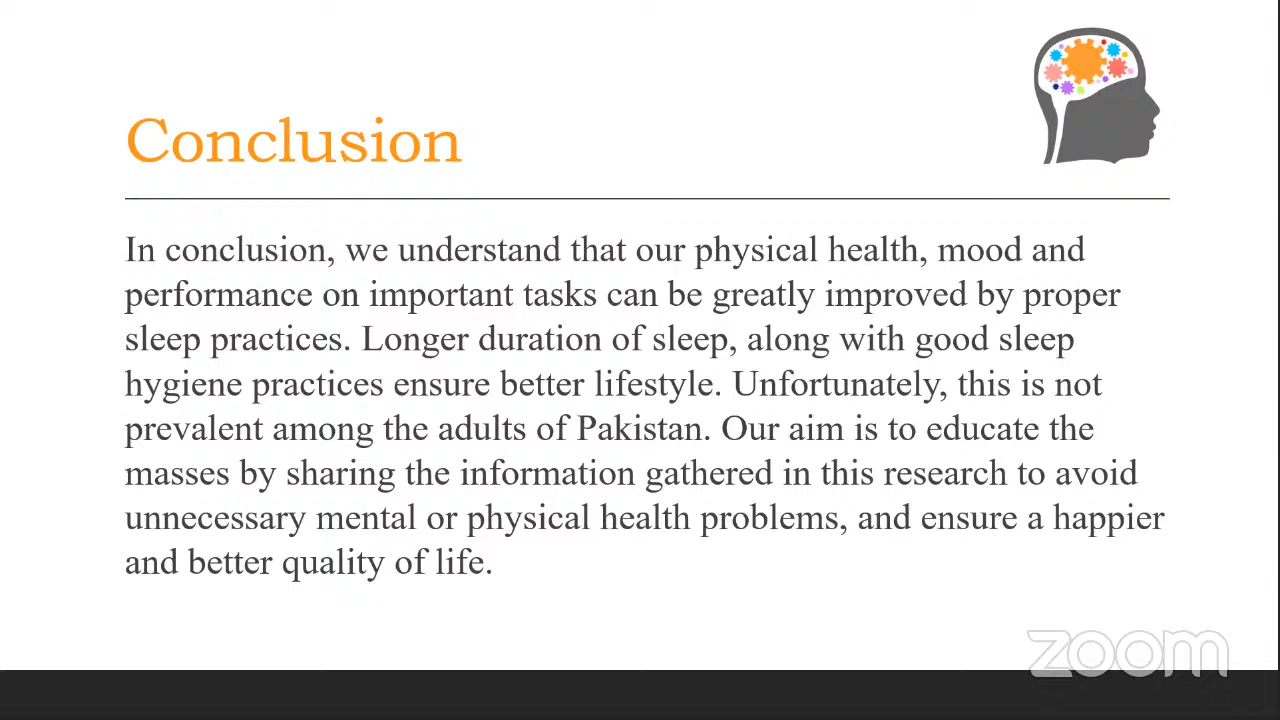 Conclusion
In conclusion, we understand that our physical health, mood and
performance on important tasks can be greatly improved by proper
sleep practices. Longer duration of sleep, along with good sleep
hygiene practices ensure better lifestyle. Unfortunately, this is not
prevalent among the adults of Pakistan. Our aim is to educate the
masses by sharing the information gathered in this research to avoid
unnecessary mental or physical health problems, and ensure a happier
and better quality of life.
zoom